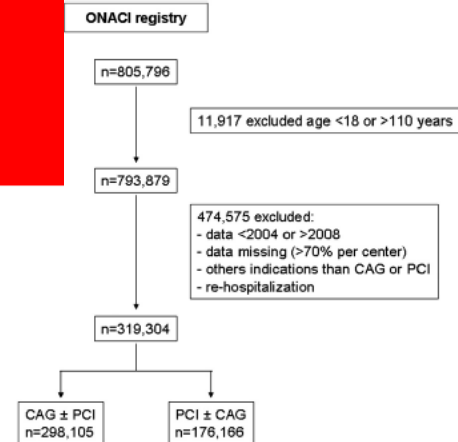 ONACI registry
n=805,796
11,917 excluded age <18 or >110 years
n=793,879
474,575 excluded:
- data <2004 or >2008
- data missing (>70% per center)
- others indications than CAG or PCI
- re-hospitalization
n=319,304
CAG ± PCI
n=298,105
PCI ± CAG
n=176,166